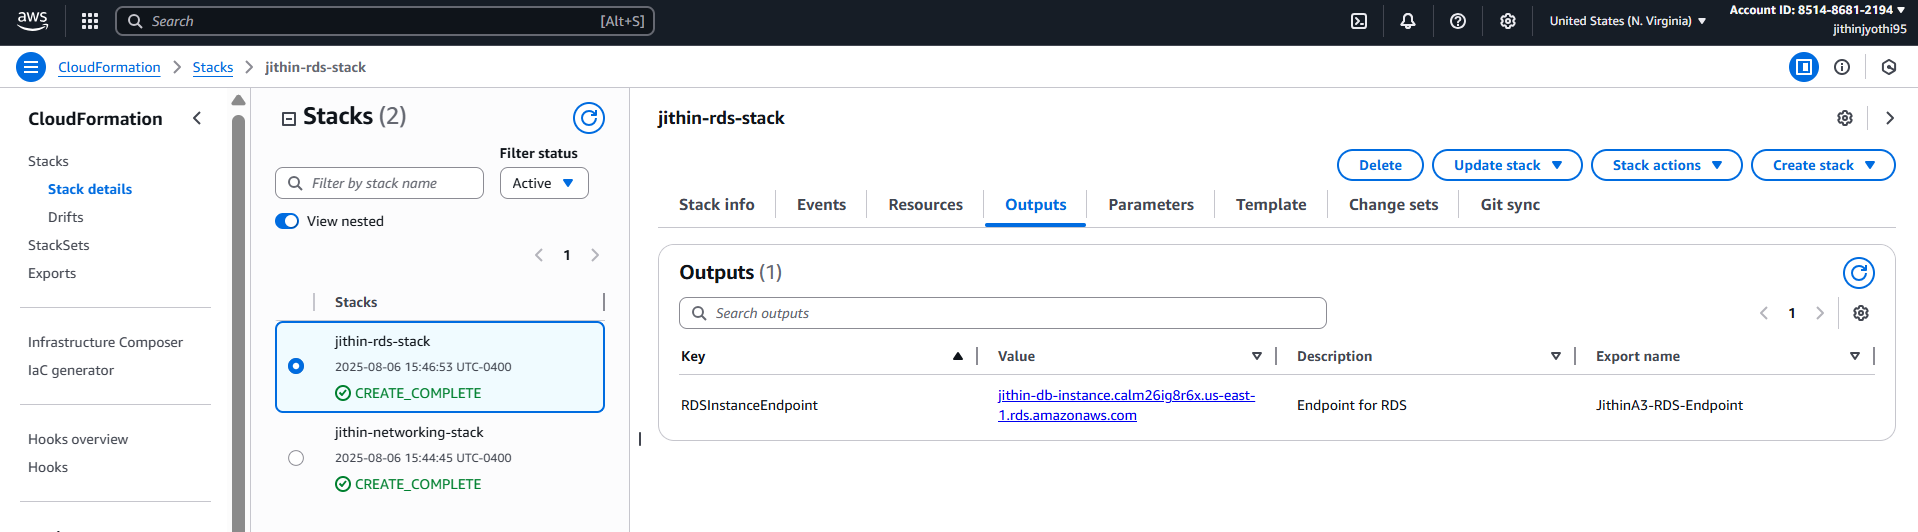 aws
Search
[Alt+S]
United States (N. Virginia)
Account ID: 8514-8681-2194
jithinjyothi95
CloudFormation
Stacks
jithin-rds-stack
CloudFormation
Stacks
Stack details
Drifts
StackSets
Exports
Infrastructure Composer
IaC generator
Hooks overview
Hooks
Stacks (2)
Filter status
Filter by stack name
Active
View nested
1
Stacks
jithin-rds-stack
2025-08-06 15:46:53 UTC-0400
CREATE_COMPLETE
jithin-networking-stack
2025-08-06 15:44:45 UTC-0400
CREATE_COMPLETE
jithin-rds-stack
Delete
Update stack
Stack actions
Create stack
Stack info
Events
Resources
Outputs
Parameters
Template
Change sets
Git sync
Outputs (1)
Search outputs
1
Key
Value
Description
Export name
RDSInstanceEndpoint
jithin-db-instance.calm26ig8r6x.us-east-
1.rds.amazonaws.com
Endpoint for RDS
JithinA3-RDS-Endpoint